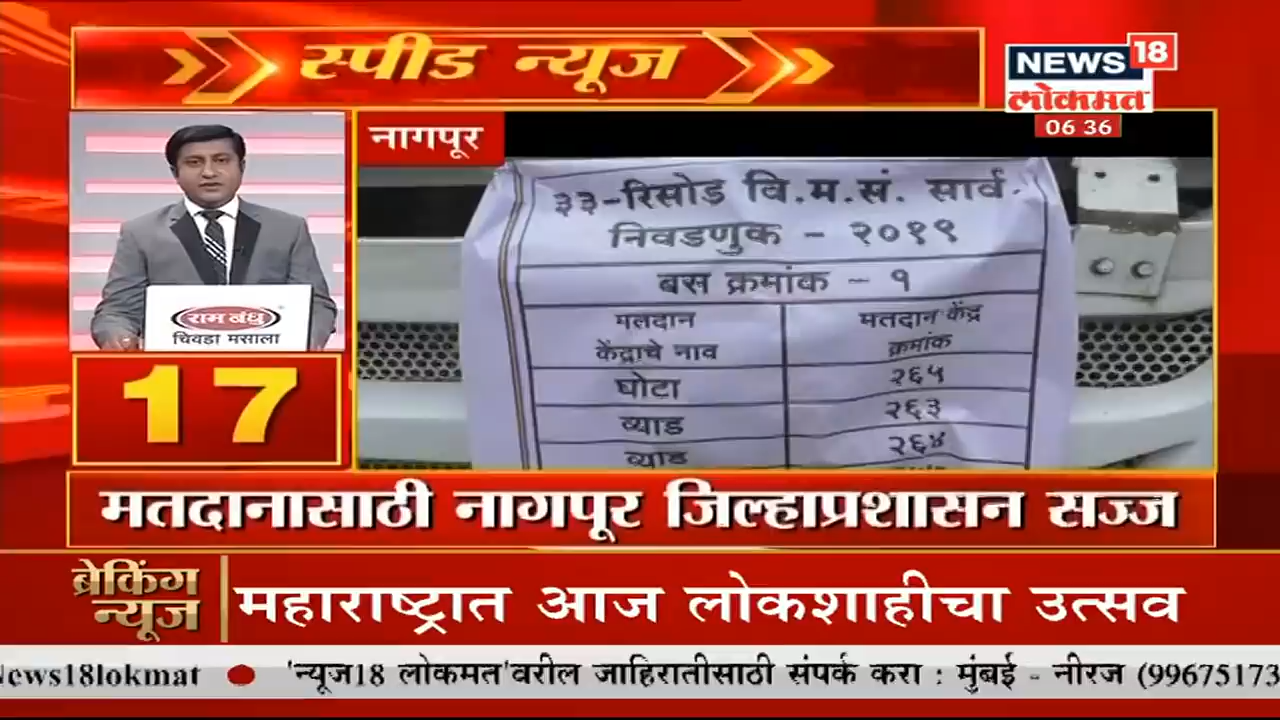 स्पीड न्यूज
NEWS 18
लोकमत
06 36
नागपूर
३३-रिसोड वि.म.सं. सार्व.
निवडणुक - २०१९
बस क्रमांक - १
मतदान केंद्राचे नाव
मतदान केंद्र क्रमांक
घोटा २६५
व्याड २६३
व्याड २६४
राम बंधु
चिवडा मसाला
17
मतदानासाठी नागपूर जिल्हाप्रशासन सज्ज
ब्रेकिंग न्यूज
महाराष्ट्रात आज लोकशाहीचा उत्सव
News18lokmat • 'न्यूज18 लोकमत'वरील जाहिरातीसाठी संपर्क करा : मुंबई - नीरज (99675173